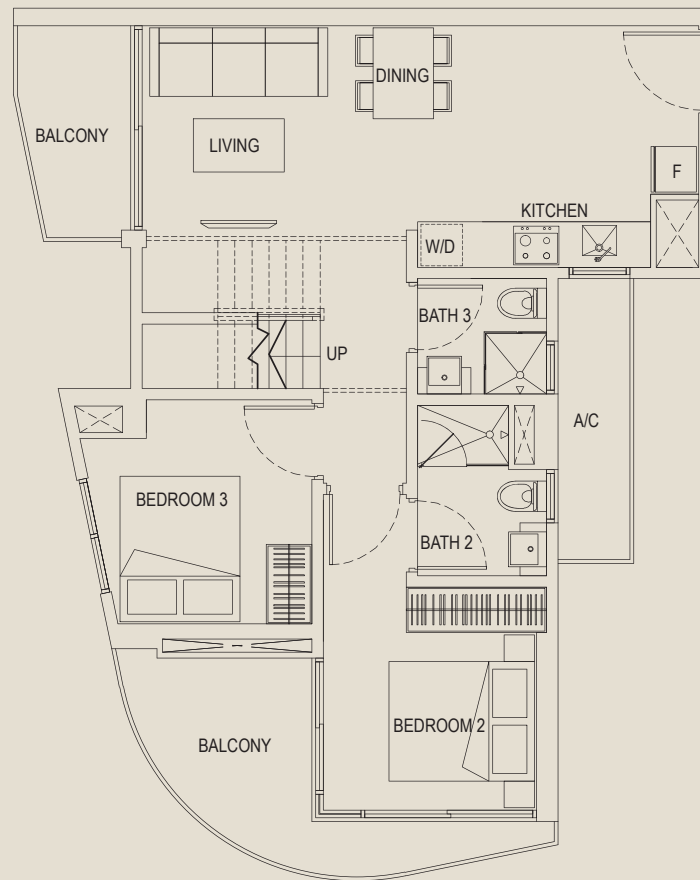 DINING
BALCONY
LIVING
F
KITCHEN
W/D
BATH 3
UP
A/C
BEDROOM 3
BATH 2
BEDROOM 2
BALCONY